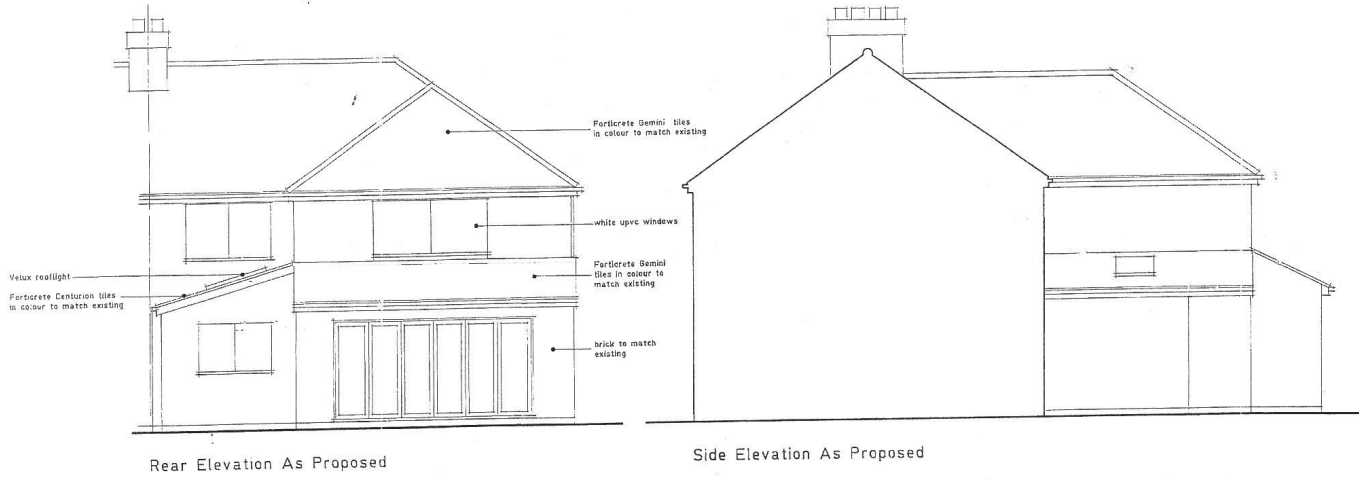 Forticrete Gemini tiles
in colour to match existing
white upvc windows
Forticrete Gemini
tiles in colour to
match existing
Velux rooflight
Forticrete Centurion tiles
in colour to match existing
brick to match
existing
Rear Elevation As Proposed
Side Elevation As Proposed